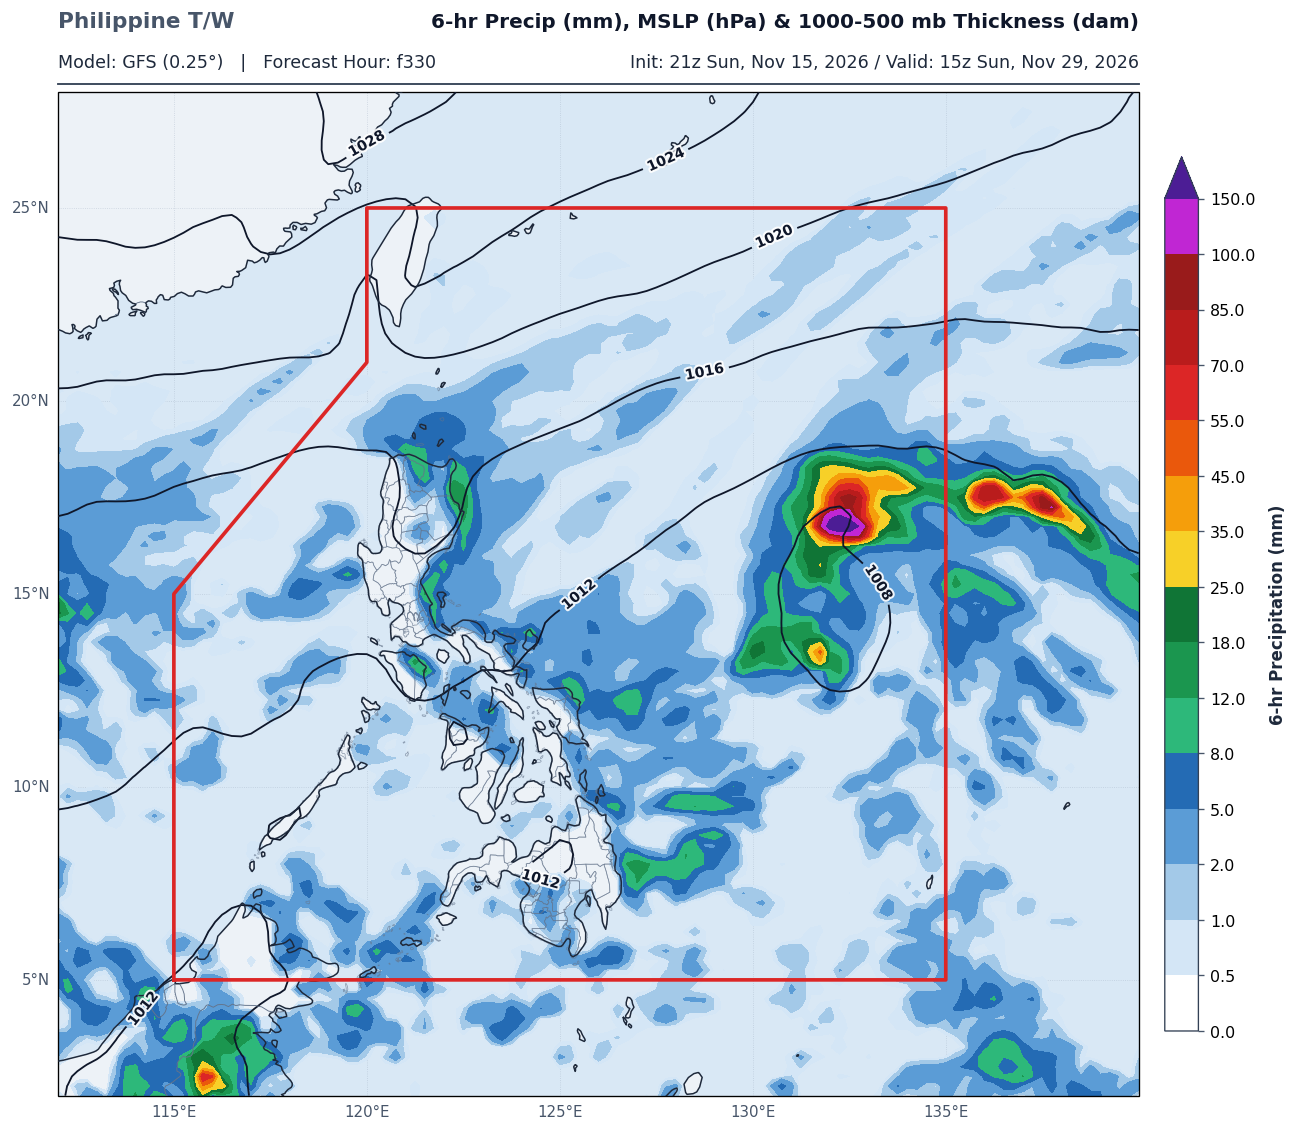 Philippine T/W
6-hr Precip (mm), MSLP (hPa) & 1000-500 mb Thickness (dam)
Model: GFS (0.25°) | Forecast Hour: f330
Init: 21z Sun, Nov 15, 2026 / Valid: 15z Sun, Nov 29, 2026
1028
1024
1020
1016
1012
1008
1012
1012
25°N
20°N
15°N
10°N
5°N
115°E
120°E
125°E
130°E
135°E
150.0
100.0
85.0
70.0
55.0
45.0
35.0
25.0
18.0
12.0
8.0
5.0
2.0
1.0
0.5
0.0
6-hr Precipitation (mm)